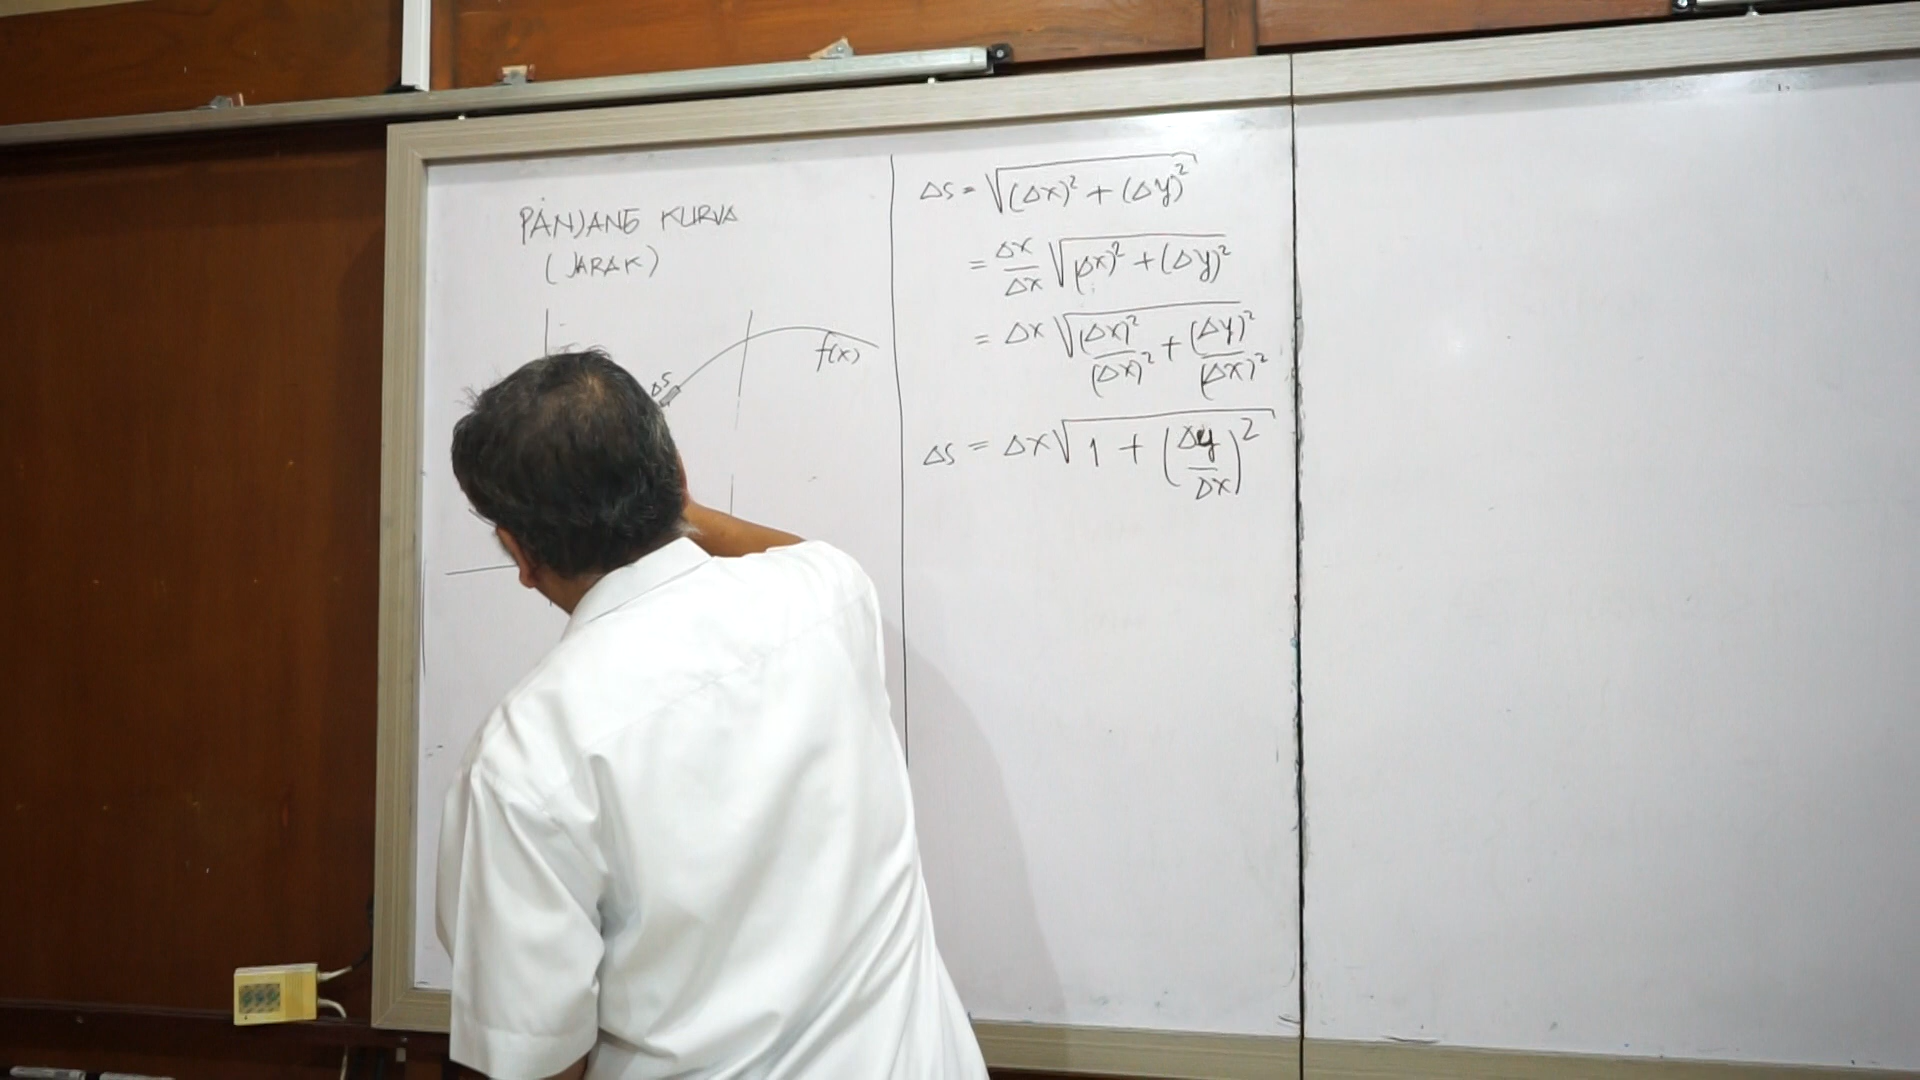 PANJANG KURVA
(JARAK)
ΔS
f(x)
ΔS = √((Δx)² + (Δy)²)
= Δx/Δx √((Δx)² + (Δy)²)
= Δx √((Δx)²/(Δx)² + (Δy)²/(Δx)²)
ΔS = Δx √(1 + (Δy/Δx)²)